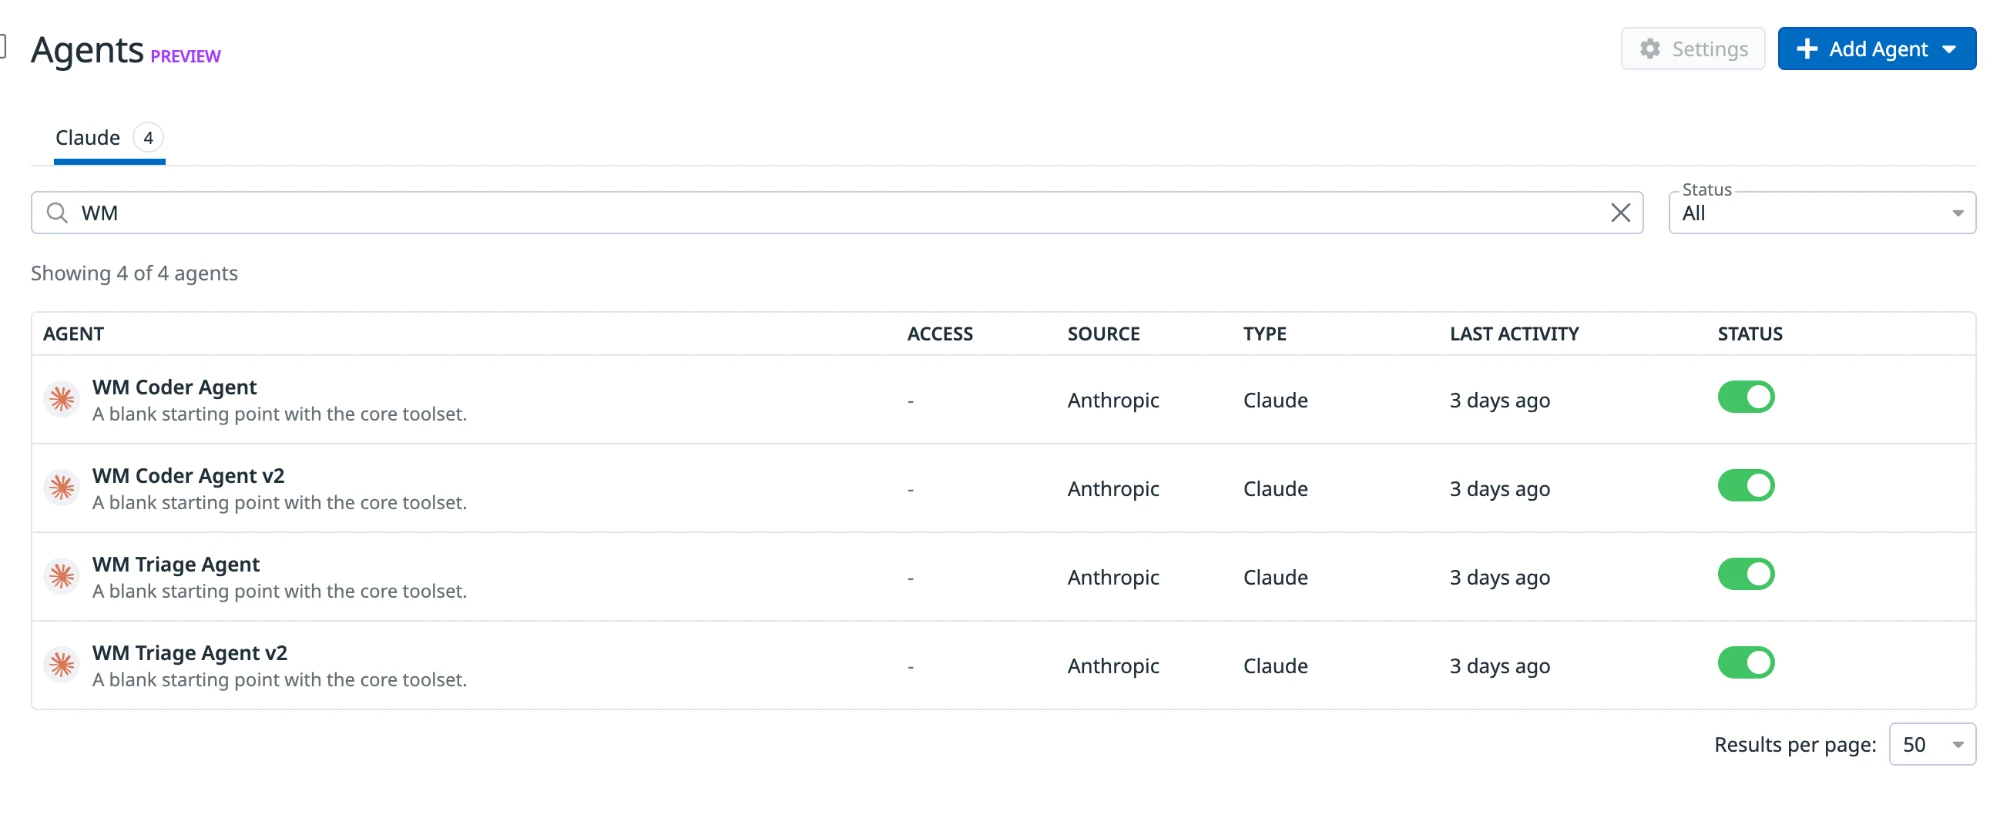 Agents PREVIEW
Settings
Add Agent
Claude 4
WM
Status
All
Showing 4 of 4 agents
AGENT ACCESS SOURCE TYPE LAST ACTIVITY STATUS
WM Coder Agent
A blank starting point with the core toolset.
- Anthropic Claude 3 days ago
WM Coder Agent v2
A blank starting point with the core toolset.
- Anthropic Claude 3 days ago
WM Triage Agent
A blank starting point with the core toolset.
- Anthropic Claude 3 days ago
WM Triage Agent v2
A blank starting point with the core toolset.
- Anthropic Claude 3 days ago
Results per page: 50